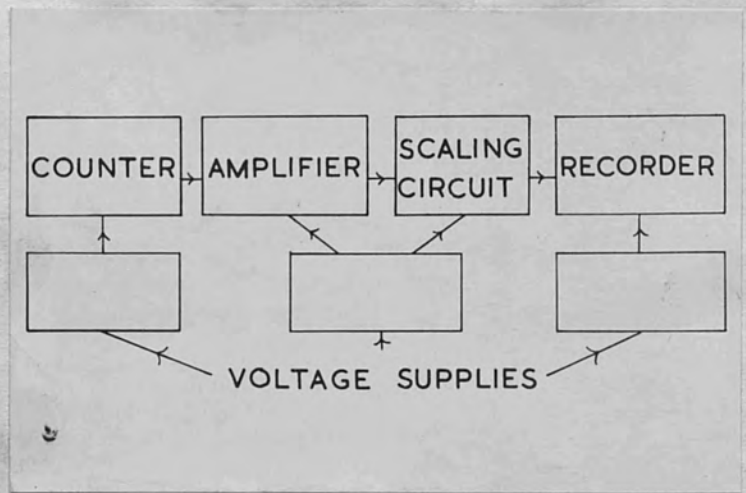 COUNTER
AMPLIFIER
SCALING
CIRCUIT
RECORDER
VOLTAGE SUPPLIES